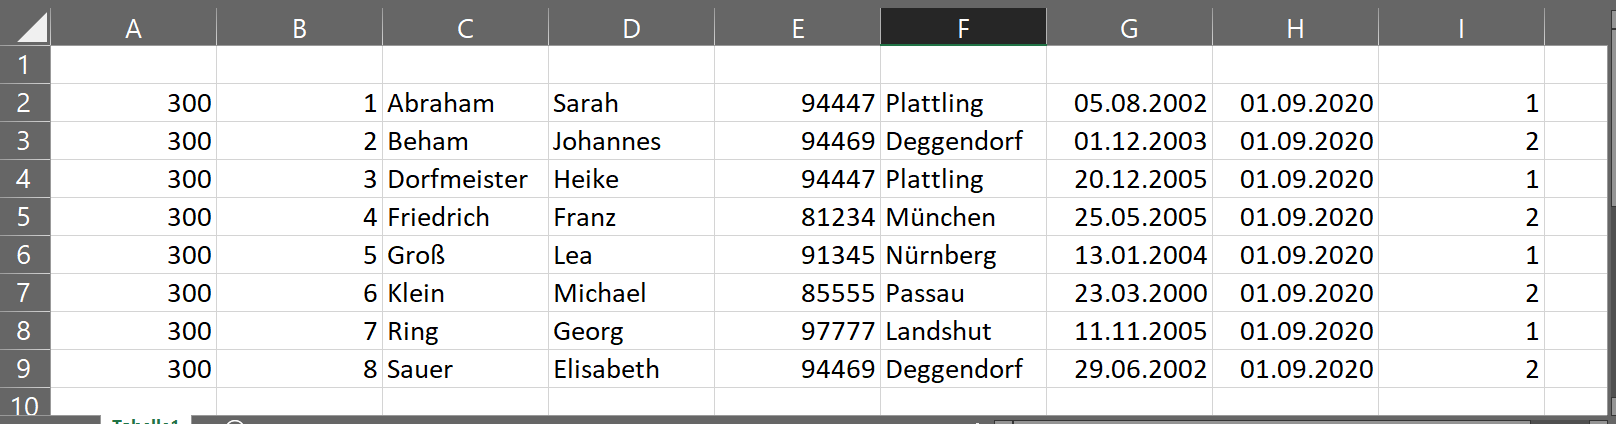 A B C D E F G H I
1
2 300 1 Abraham Sarah 94447 Plattling 05.08.2002 01.09.2020 1
3 300 2 Beham Johannes 94469 Deggendorf 01.12.2003 01.09.2020 2
4 300 3 Dorfmeister Heike 94447 Plattling 20.12.2005 01.09.2020 1
5 300 4 Friedrich Franz 81234 München 25.05.2005 01.09.2020 2
6 300 5 Groß Lea 91345 Nürnberg 13.01.2004 01.09.2020 1
7 300 6 Klein Michael 85555 Passau 23.03.2000 01.09.2020 2
8 300 7 Ring Georg 97777 Landshut 11.11.2005 01.09.2020 1
9 300 8 Sauer Elisabeth 94469 Deggendorf 29.06.2002 01.09.2020 2
10
Tabelle1